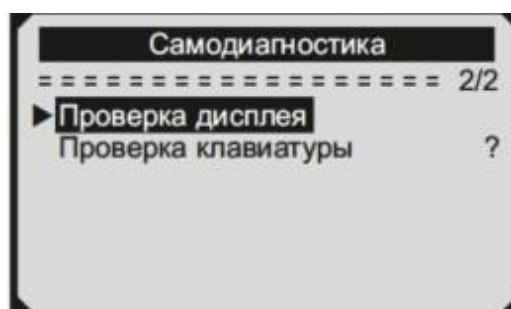 Самодиагностика
= = = = = = = = = = = = = = = = = = 2/2
▶Проверка дисплея
Проверка клавиатуры ?